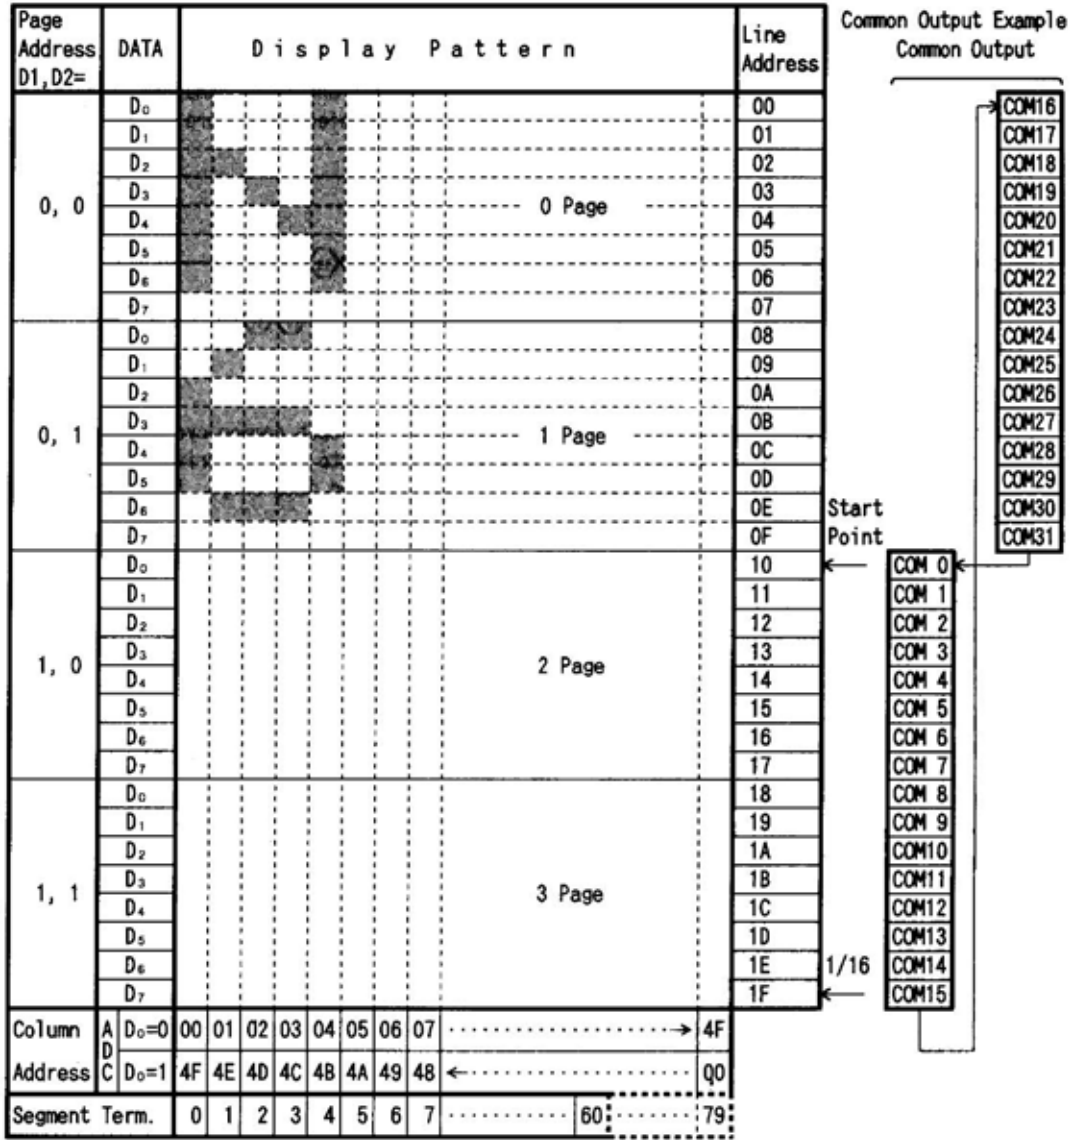 Page Address D1,D2=
DATA
Display Pattern
Line Address
Common Output Example
Common Output
D₀ 00 COM16
D₁ 01 COM17
D₂ 02 COM18
D₃ 03 COM19
0, 0 D₄ 0 Page 04 COM20
D₅ 05 COM21
D₆ 06 COM22
D₇ 07 COM23
D₀ 08 COM24
D₁ 09 COM25
D₂ 0A COM26
D₃ 0B COM27
0, 1 D₄ 1 Page 0C COM28
D₅ 0D COM29
D₆ 0E Start COM30
D₇ 0F Point COM31
D₀ 10 COM 0
D₁ 11 COM 1
D₂ 12 COM 2
D₃ 13 COM 3
1, 0 D₄ 2 Page 14 COM 4
D₅ 15 COM 5
D₆ 16 COM 6
D₇ 17 COM 7
D₀ 18 COM 8
D₁ 19 COM 9
D₂ 1A COM10
D₃ 1B COM11
1, 1 D₄ 3 Page 1C COM12
D₅ 1D COM13
D₆ 1E 1/16 COM14
D₇ 1F COM15
Column Address
ADC
D₀=0 00 01 02 03 04 05 06 07 4F
D₀=1 4F 4E 4D 4C 4B 4A 49 48 00
Segment Term. 0 1 2 3 4 5 6 7 60 79